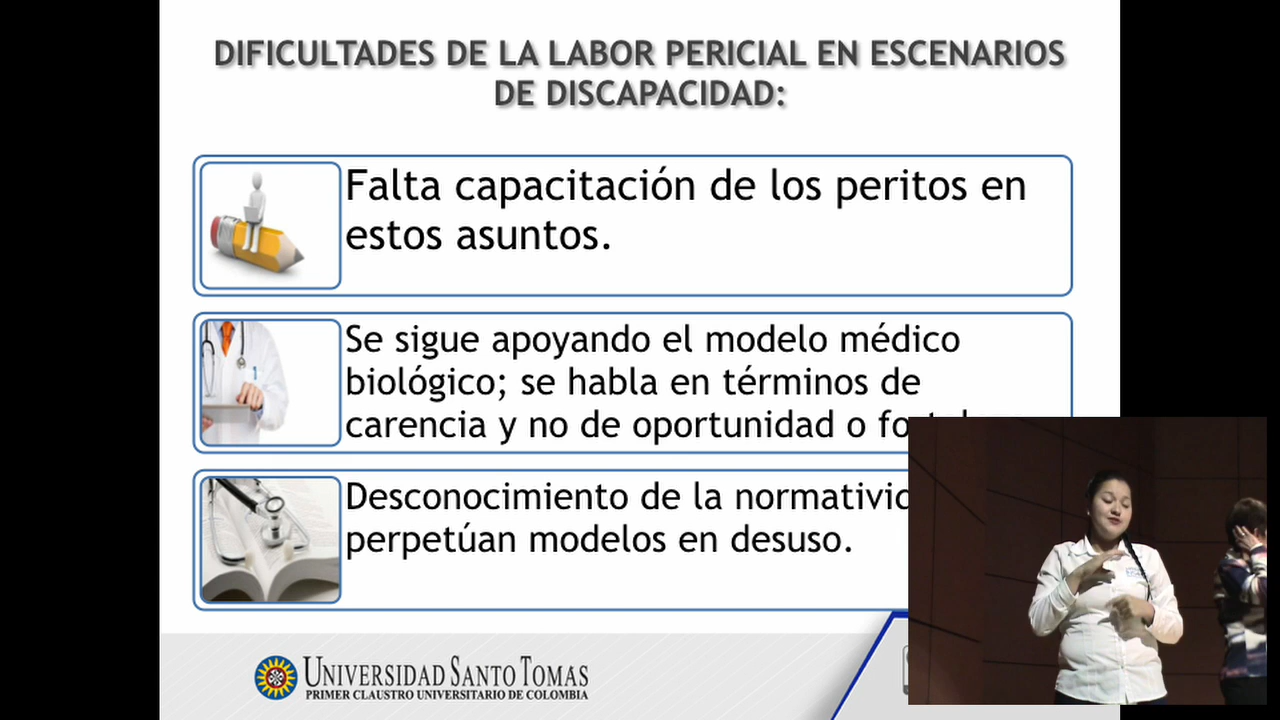 DIFICULTADES DE LA LABOR PERICIAL EN ESCENARIOS
DE DISCAPACIDAD:
Falta capacitación de los peritos en
estos asuntos.
Se sigue apoyando el modelo médico
biológico; se habla en términos de
carencia y no de oportunidad o
Desconocimiento de la
perpetúan modelos en desuso.
UNIVERSIDAD SANTO TOMAS
PRIMER CLAUSTRO UNIVERSITARIO DE COLOMBIA